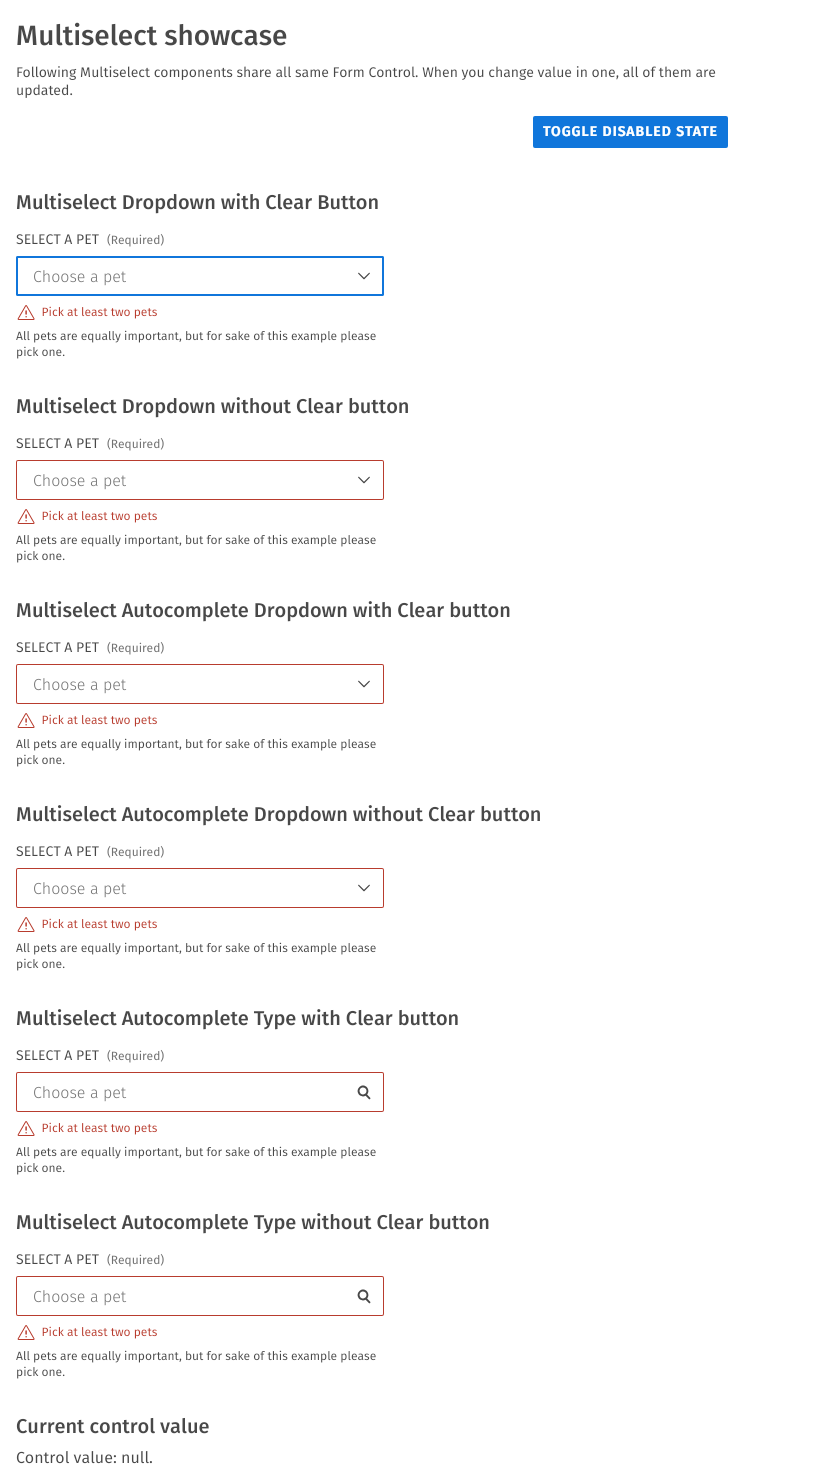 Multiselect showcase
Following Multiselect components share all same Form Control. When you change value in one, all of them are
updated.
TOGGLE DISABLED STATE
Multiselect Dropdown with Clear Button
SELECT A PET (Required)
Choose a pet
Pick at least two pets
All pets are equally important, but for sake of this example please
pick one.
Multiselect Dropdown without Clear button
SELECT A PET (Required)
Choose a pet
Pick at least two pets
All pets are equally important, but for sake of this example please
pick one.
Multiselect Autocomplete Dropdown with Clear button
SELECT A PET (Required)
Choose a pet
Pick at least two pets
All pets are equally important, but for sake of this example please
pick one.
Multiselect Autocomplete Dropdown without Clear button
SELECT A PET (Required)
Choose a pet
Pick at least two pets
All pets are equally important, but for sake of this example please
pick one.
Multiselect Autocomplete Type with Clear button
SELECT A PET (Required)
Choose a pet
Pick at least two pets
All pets are equally important, but for sake of this example please
pick one.
Multiselect Autocomplete Type without Clear button
SELECT A PET (Required)
Choose a pet
Pick at least two pets
All pets are equally important, but for sake of this example please
pick one.
Current control value
Control value: null.